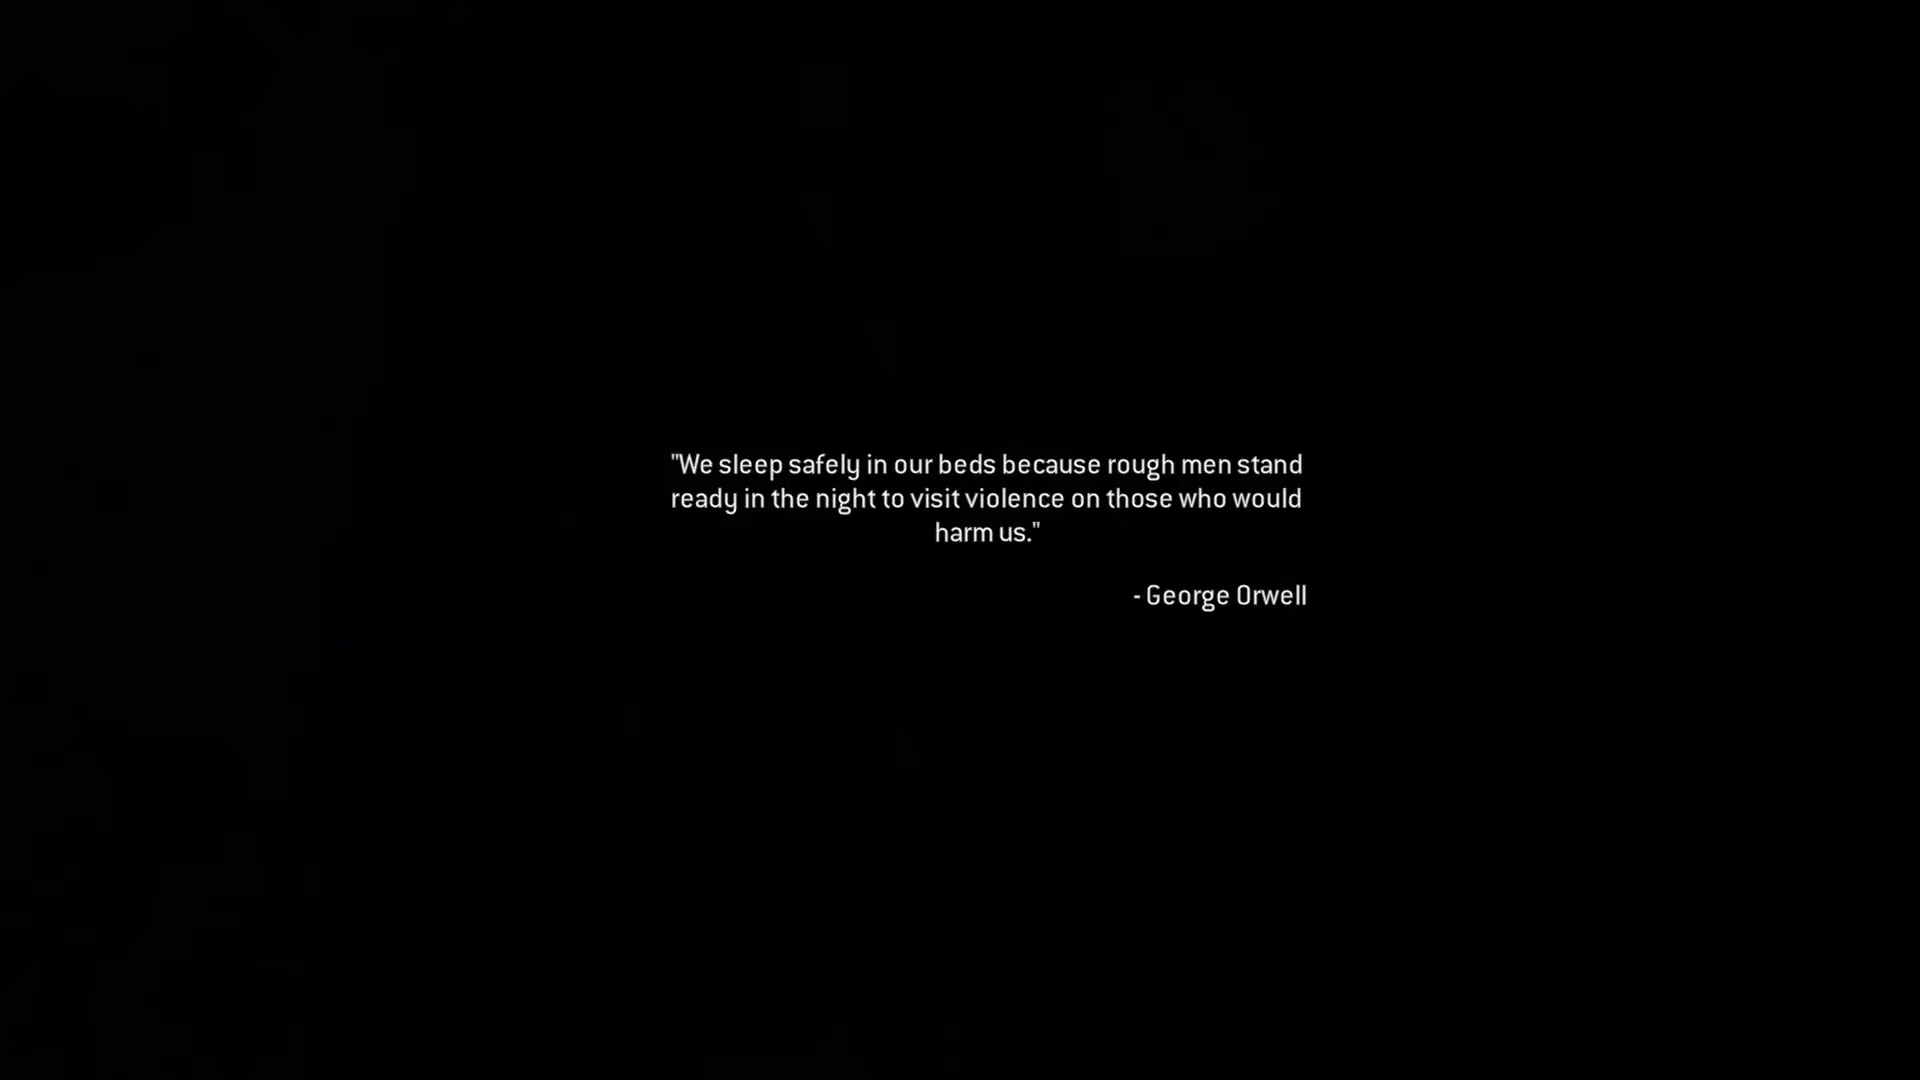 "We sleep safely in our beds because rough men stand
ready in the night to visit violence on those who would
harm us."
- George Orwell